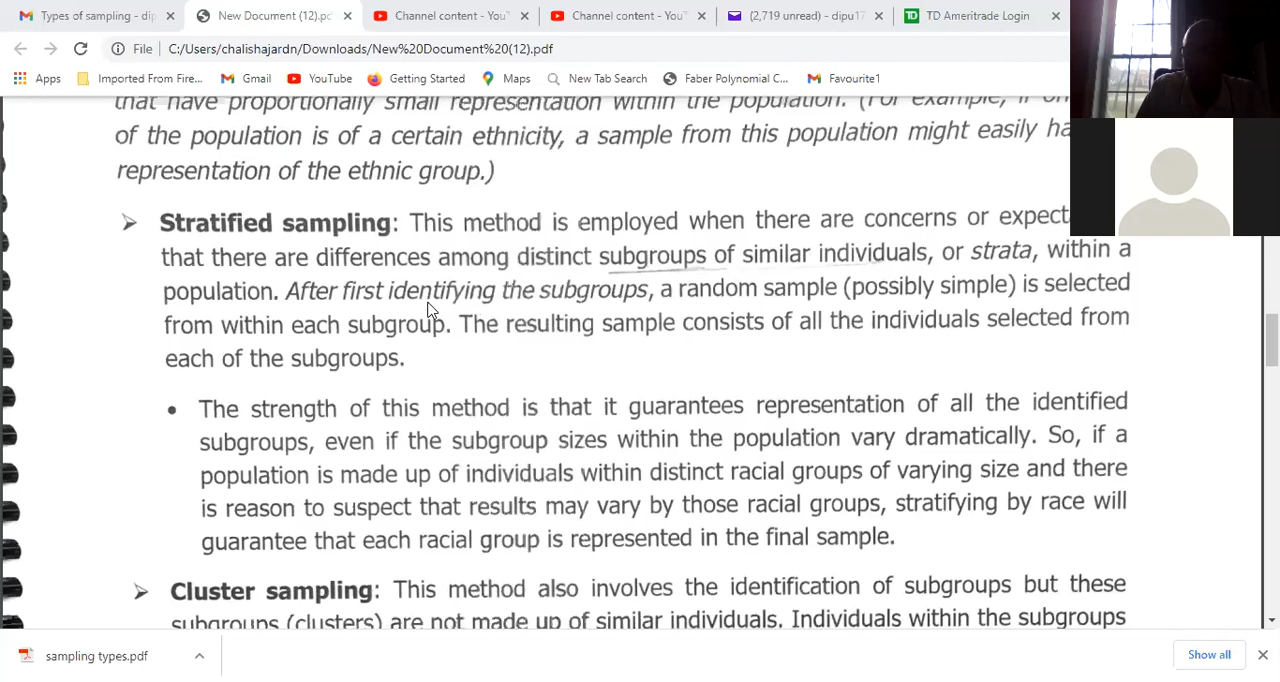 Types of sampling - dip
New Document (12).pdf
Channel content - YouT
Channel content - YouT
(2,719 unread) - dipu17
TD Ameritrade Login
File C:/Users/chalishajardn/Downloads/New%20Document%20(12).pdf
Apps Imported From Fire... Gmail YouTube Getting Started Maps New Tab Search Faber Polynomial C... Favourite1
that have proportionally small representation within the population. (For example, if on
of the population is of a certain ethnicity, a sample from this population might easily ha
representation of the ethnic group.)
➢ Stratified sampling: This method is employed when there are concerns or expecta
that there are differences among distinct subgroups of similar individuals, or strata, within a
population. After first identifying the subgroups, a random sample (possibly simple) is selected
from within each subgroup. The resulting sample consists of all the individuals selected from
each of the subgroups.
• The strength of this method is that it guarantees representation of all the identified
subgroups, even if the subgroup sizes within the population vary dramatically. So, if a
population is made up of individuals within distinct racial groups of varying size and there
is reason to suspect that results may vary by those racial groups, stratifying by race will
guarantee that each racial group is represented in the final sample.
➢ Cluster sampling: This method also involves the identification of subgroups but these
subgroups (clusters) are not made up of similar individuals. Individuals within the subgroups
sampling types.pdf
Show all